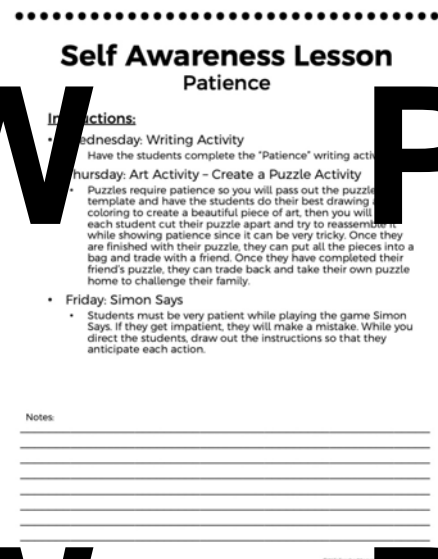 Self Awareness Lesson
Patience
Instructions:
• Wednesday: Writing Activity
Have the students complete the "Patience" writing
• Thursday: Art Activity – Create a Puzzle Activity
• Puzzles require patience so you will pass out the puzzle
template and have the students do their best drawing
coloring to create a beautiful piece of art, then you will
each student cut their puzzle apart and try to reassemble it
while showing patience since it can be very tricky. Once they
are finished with their puzzle, they can put all the pieces into a
bag and trade with a friend. Once they have completed their
friend's puzzle, they can trade back and take their own puzzle
home to challenge their family.
• Friday: Simon Says
• Students must be very patient while playing the game Simon
Says. If they get impatient, they will make a mistake. While you
direct the students, draw out the instructions so that they
anticipate each action.
Notes:
W P